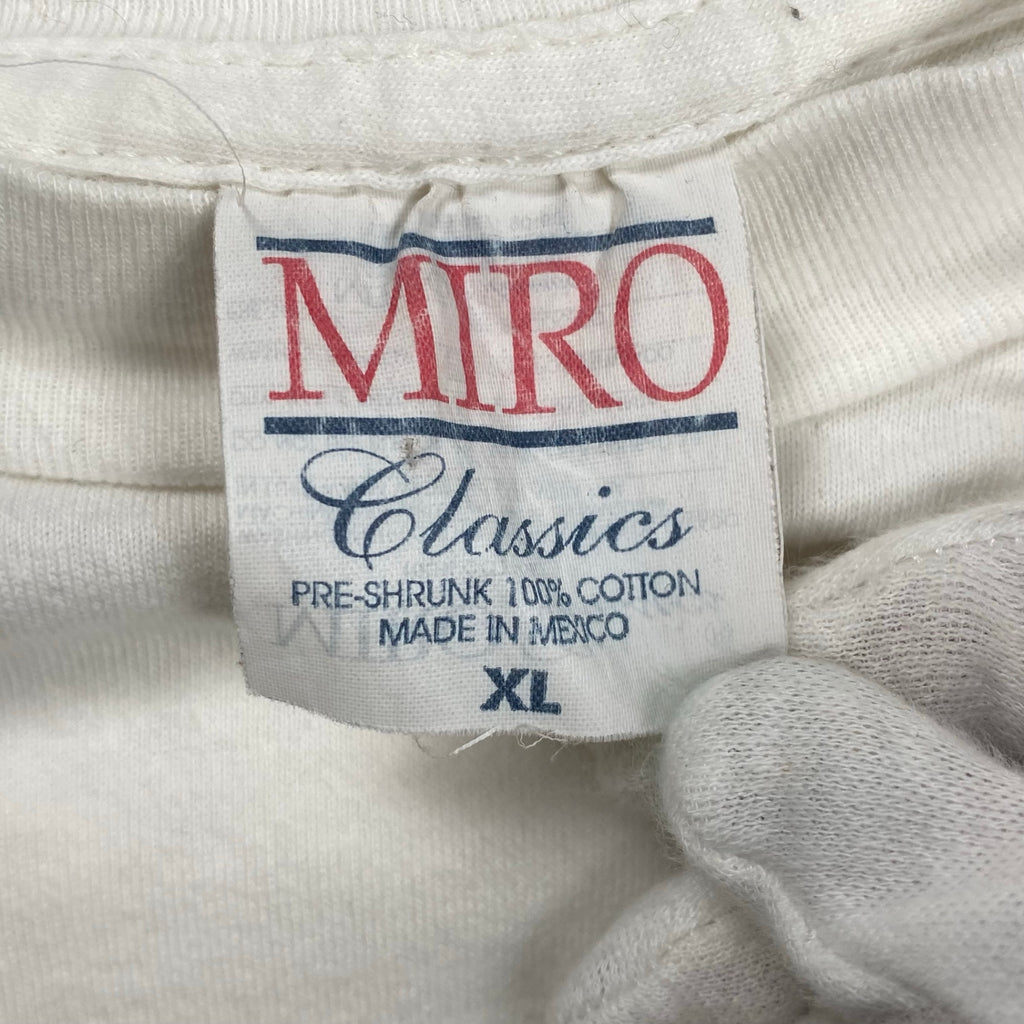 MIRO
Classics
PRE-SHRUNK 100% COTTON
MADE IN MEXICO
XL